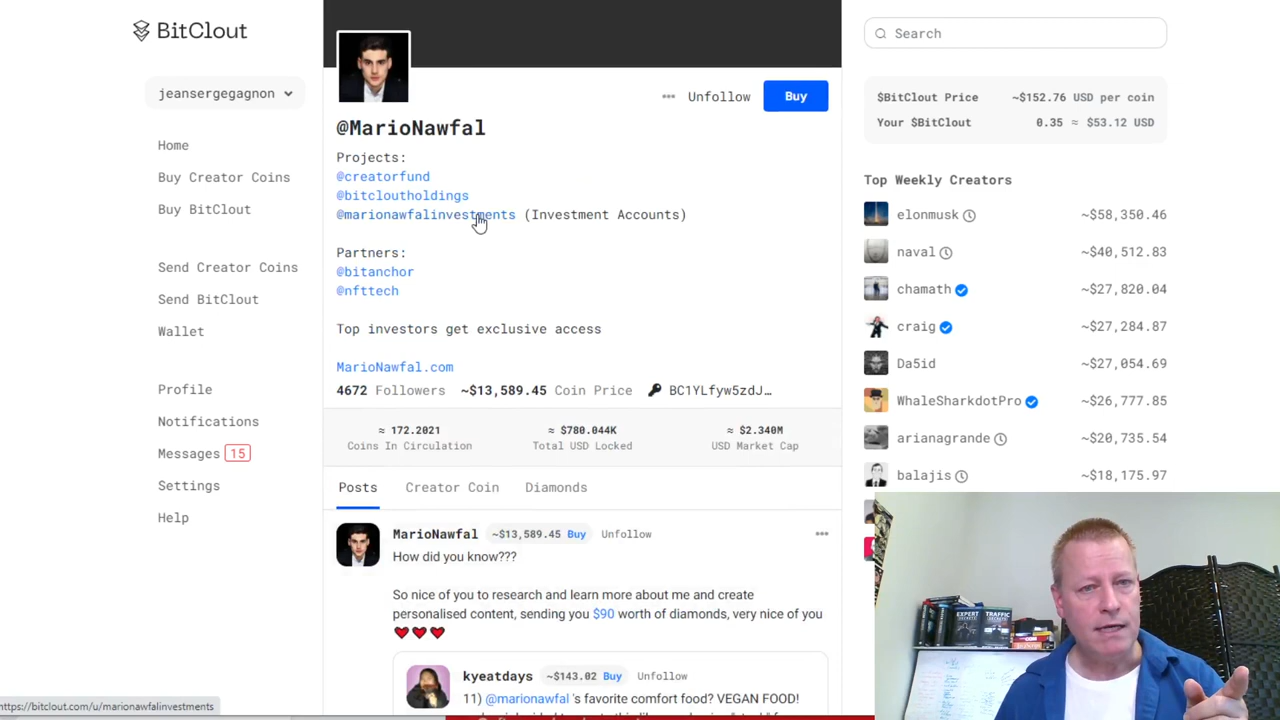 BitClout
jeansergegagnon
Home
Buy Creator Coins
Buy BitClout
Send Creator Coins
Send BitClout
Wallet
Profile
Notifications
Messages 15
Settings
Help
Unfollow
Buy
@MarioNawfal
Projects:
@creatorfund
@bitcloutholdings
@marionawfalinvestments (Investment Accounts)
Partners:
@bitanchor
@nfttech
Top investors get exclusive access
MarioNawfal.com
4672 Followers ~$13,589.45 Coin Price BC1YLfyw5zdJ…
≈ 172.2021
Coins In Circulation
≈ $780.044K
Total USD Locked
≈ $2.340M
USD Market Cap
Posts
Creator Coin
Diamonds
MarioNawfal ~$13,589.45 Buy Unfollow
How did you know???
So nice of you to research and learn more about me and create
personalised content, sending you $90 worth of diamonds, very nice of you
kyeatdays ~$143.02 Buy Unfollow
11) @marionawfal 's favorite comfort food? VEGAN FOOD!
Search
$BitClout Price ~$152.76 USD per coin
Your $BitClout 0.35 ≈ $53.12 USD
Top Weekly Creators
elonmusk ~$58,350.46
naval ~$40,512.83
chamath ~$27,820.04
craig ~$27,284.87
Da5id ~$27,054.69
WhaleSharkdotPro ~$26,777.85
arianagrande ~$20,735.54
balajis ~$18,175.97
EXPERT
SECRETS
TRAFFIC
SECRETS
https://bitclout.com/u/marionawfalinvestments